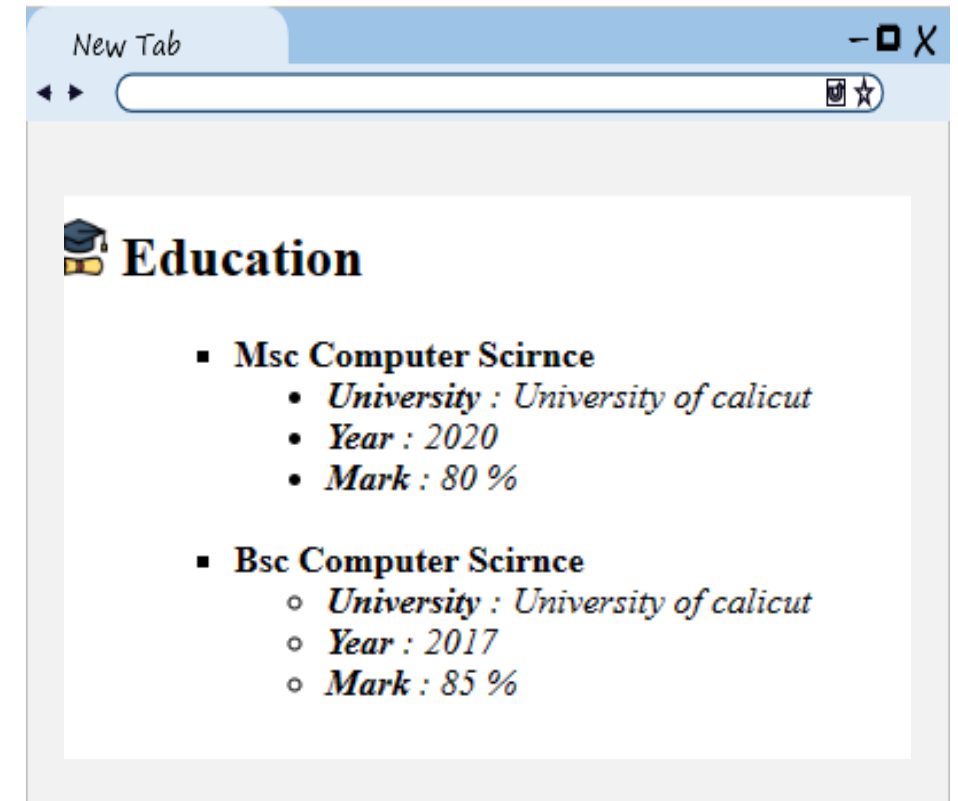 New Tab
Education
Msc Computer Scirnce
University : University of calicut
Year : 2020
Mark : 80 %
Bsc Computer Scirnce
University : University of calicut
Year : 2017
Mark : 85 %